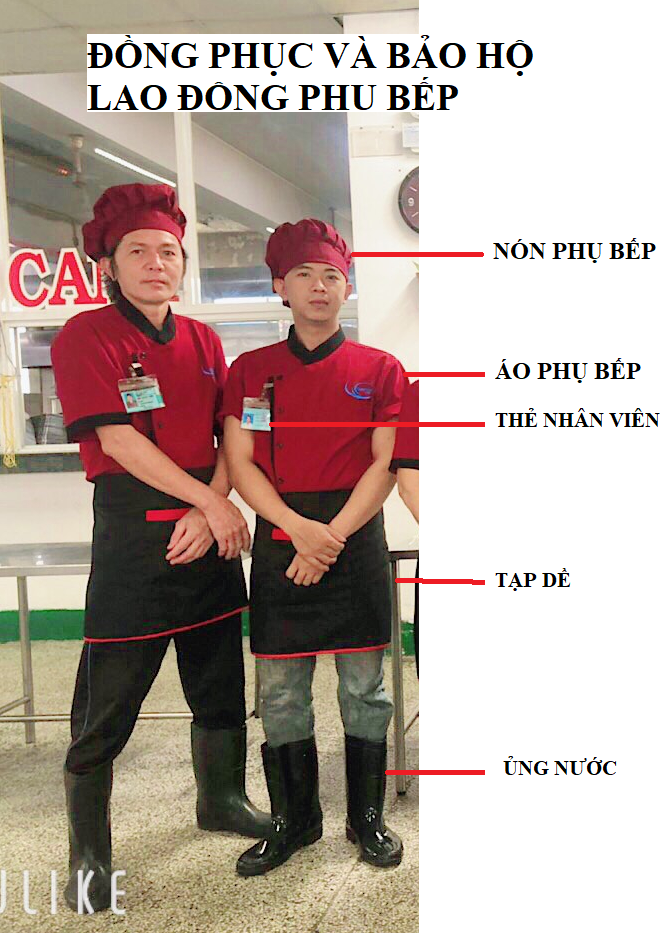 ĐỒNG PHỤC VÀ BẢO HỘ
LAO ĐÔNG PHU BẾP
NÓN PHỤ BẾP
ÁO PHỤ BẾP
THẺ NHÂN VIÊN
TẠP DỀ
ỦNG NƯỚC
LIKE